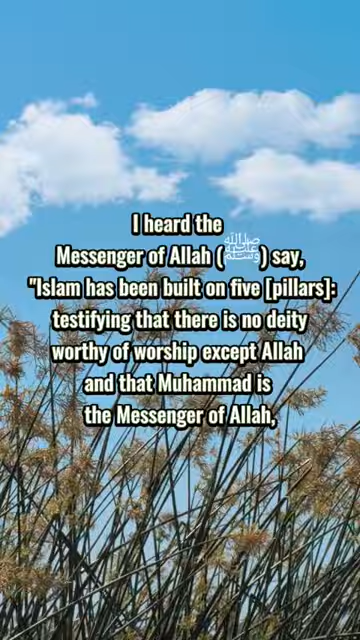 I heard the
Messenger of Allah (ﷺ) say,
"Islam has been built on five [pillars]:
testifying that there is no deity
worthy of worship except Allah
and that Muhammad is
the Messenger of Allah,